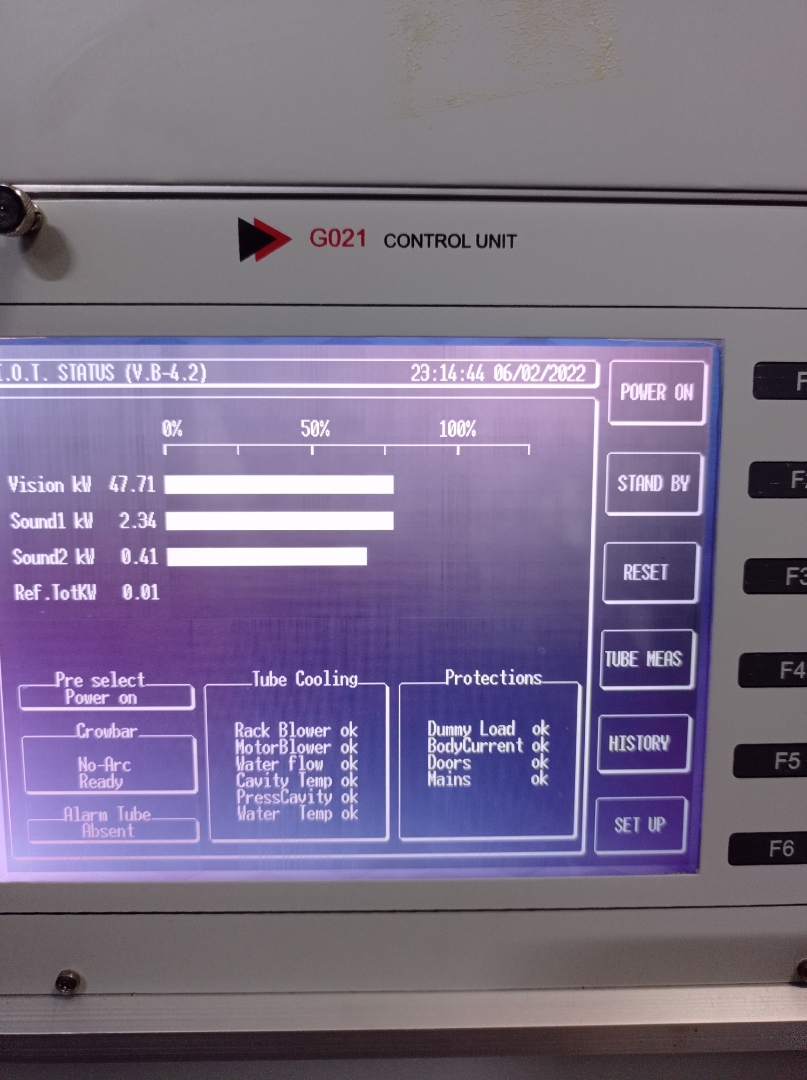 G021 CONTROL UNIT
I.O.T. STATUS (V.B-4.2) 23:14:44 06/02/2022
0% 50% 100%
Vision kW 47.71
Sound1 kW 2.34
Sound2 kW 0.41
Ref.TotKW 0.01
Pre select
Power on
Crowbar
No-Arc
Ready
Alarm Tube
Absent
Tube Cooling
Rack Blower ok
MotorBlower ok
Water flow ok
Cavity Temp ok
PressCavity ok
Water Temp ok
Protections
Dummy Load ok
BodyCurrent ok
Doors ok
Mains ok
POWER ON
STAND BY
RESET
TUBE MEAS
HISTORY
SET UP
F3
F4
F5
F6